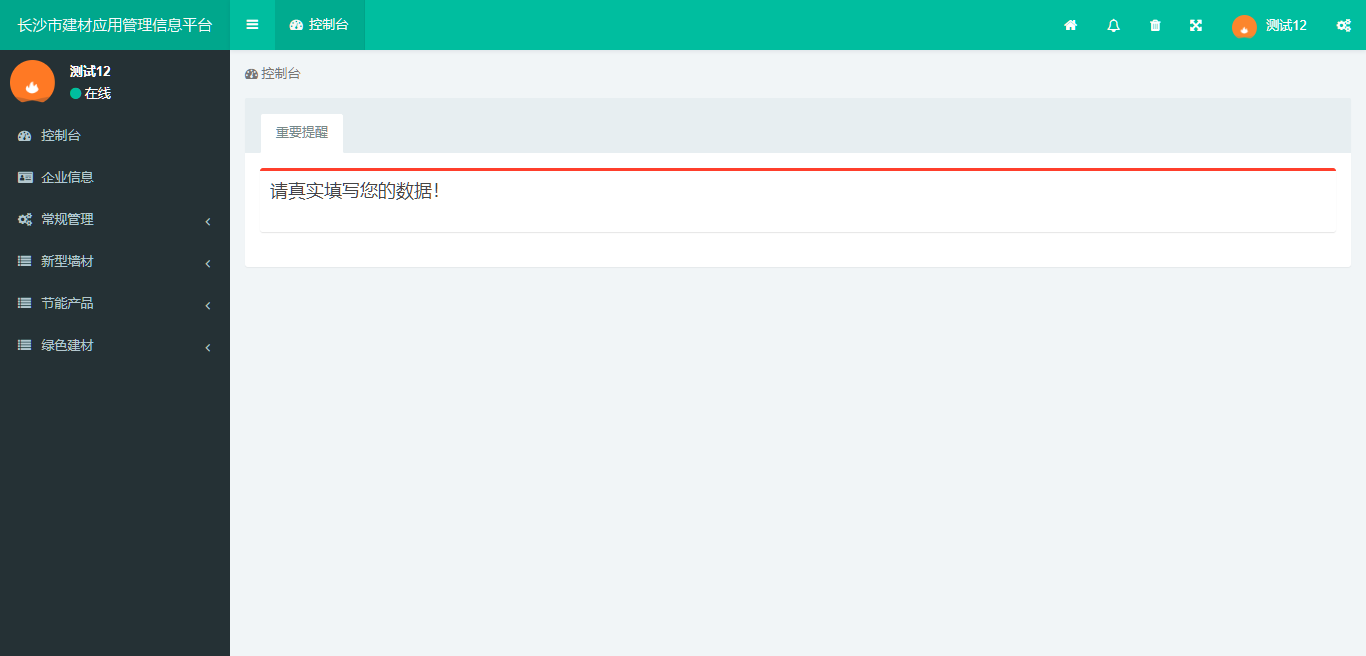 长沙市建材应用管理信息平台
控制台
测试12
测试12
在线
控制台
企业信息
常规管理
新型墙材
节能产品
绿色建材
控制台
重要提醒
请真实填写您的数据！